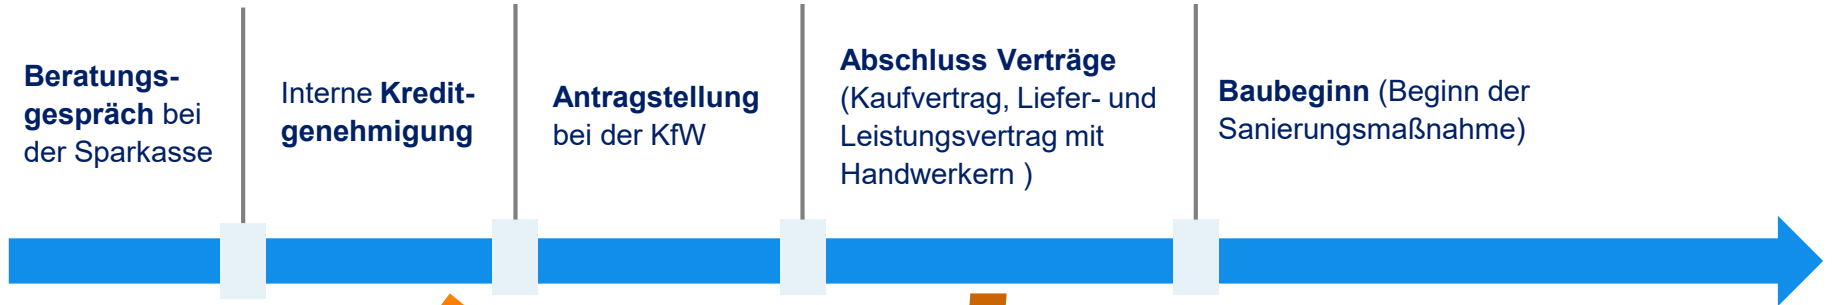 Beratungs-
gespräch bei
der Sparkasse
Interne Kredit-
genehmigung
Antragstellung
bei der KfW
Abschluss Verträge
(Kaufvertrag, Liefer- und
Leistungsvertrag mit
Handwerkern )
Baubeginn (Beginn der
Sanierungsmaßnahme)